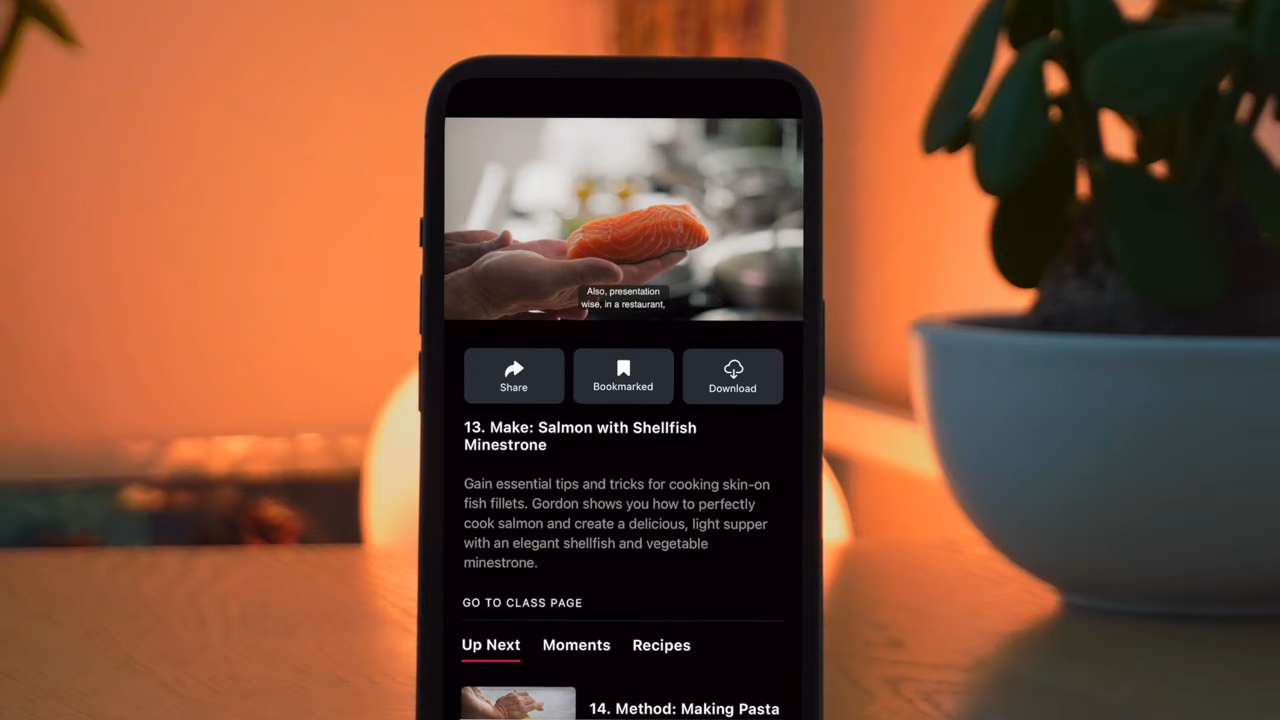 Also, presentation
wise, in a restaurant,
Share
Bookmarked
Download
13. Make: Salmon with Shellfish
Minestrone
Gain essential tips and tricks for cooking skin-on
fish fillets. Gordon shows you how to perfectly
cook salmon and create a delicious, light supper
with an elegant shellfish and vegetable
minestrone.
GO TO CLASS PAGE
Up Next
Moments
Recipes
14. Method: Making Pasta